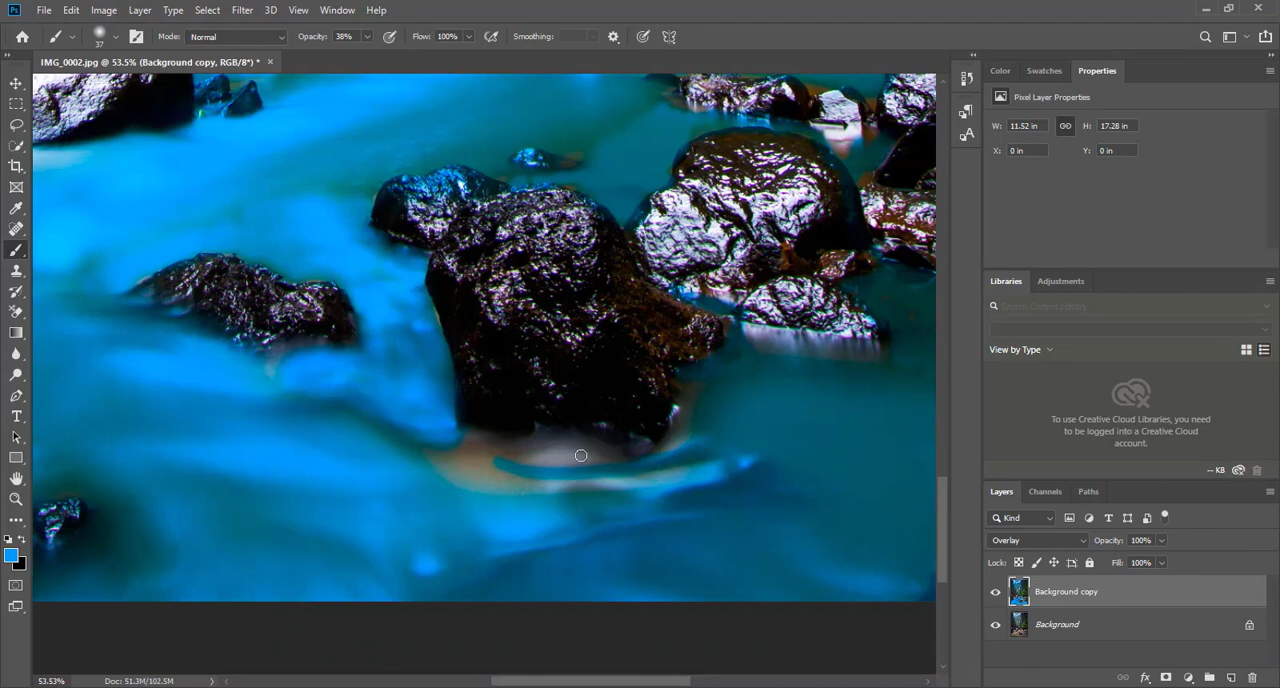 Ps File Edit Image Layer Type Select Filter 3D View Window Help
37 Mode: Normal Opacity: 38% Flow: 100% Smoothing:
IMG_0002.jpg @ 53.5% (Background copy, RGB/8*) * ×
Color Swatches Properties
Pixel Layer Properties
W: 11.52 in H: 17.28 in
X: 0 in Y: 0 in
Libraries Adjustments
Search Current Library
View by Type
To use Creative Cloud Libraries, you need
to be logged into a Creative Cloud
account.
-- KB
Layers Channels Paths
Kind
Overlay Opacity: 100%
Lock: Fill: 100%
Background copy
Background
53.53% Doc: 51.3M/102.5M